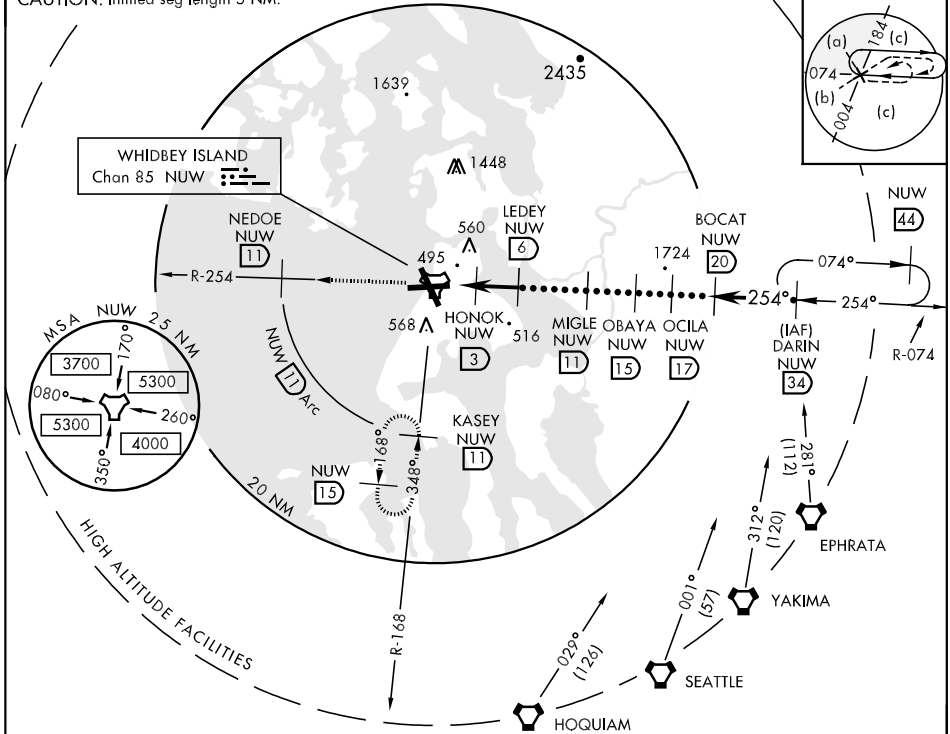 CAUTION: Initial seg length 5 NM.
(a)
184
(c)
074
(b)
004
(c)
2435
1639
1448
WHIDBEY ISLAND
Chan 85 NUW
NEDOE
NUW
11
560
495
LEDEY
NUW
6
1724
BOCAT
NUW
20
NUW
44
R-254
074°
254°
254°
568
HONOK
NUW
3
516
MIGLE
NUW
11
OBAYA
NUW
15
OCILA
NUW
17
(IAF)
DARIN
NUW
34
R-074
MSA NUW 25 NM
170°
3700
5300
080°
260°
5300
4000
350°
NUW 11 Arc
KASEY
NUW
11
168°
348°
NUW
15
20 NM
281°
(112)
312°
(120)
EPHRATA
001°
(57)
YAKIMA
HIGH ALTITUDE FACILITIES
R-168
029°
(126)
SEATTLE
HOQUIAM